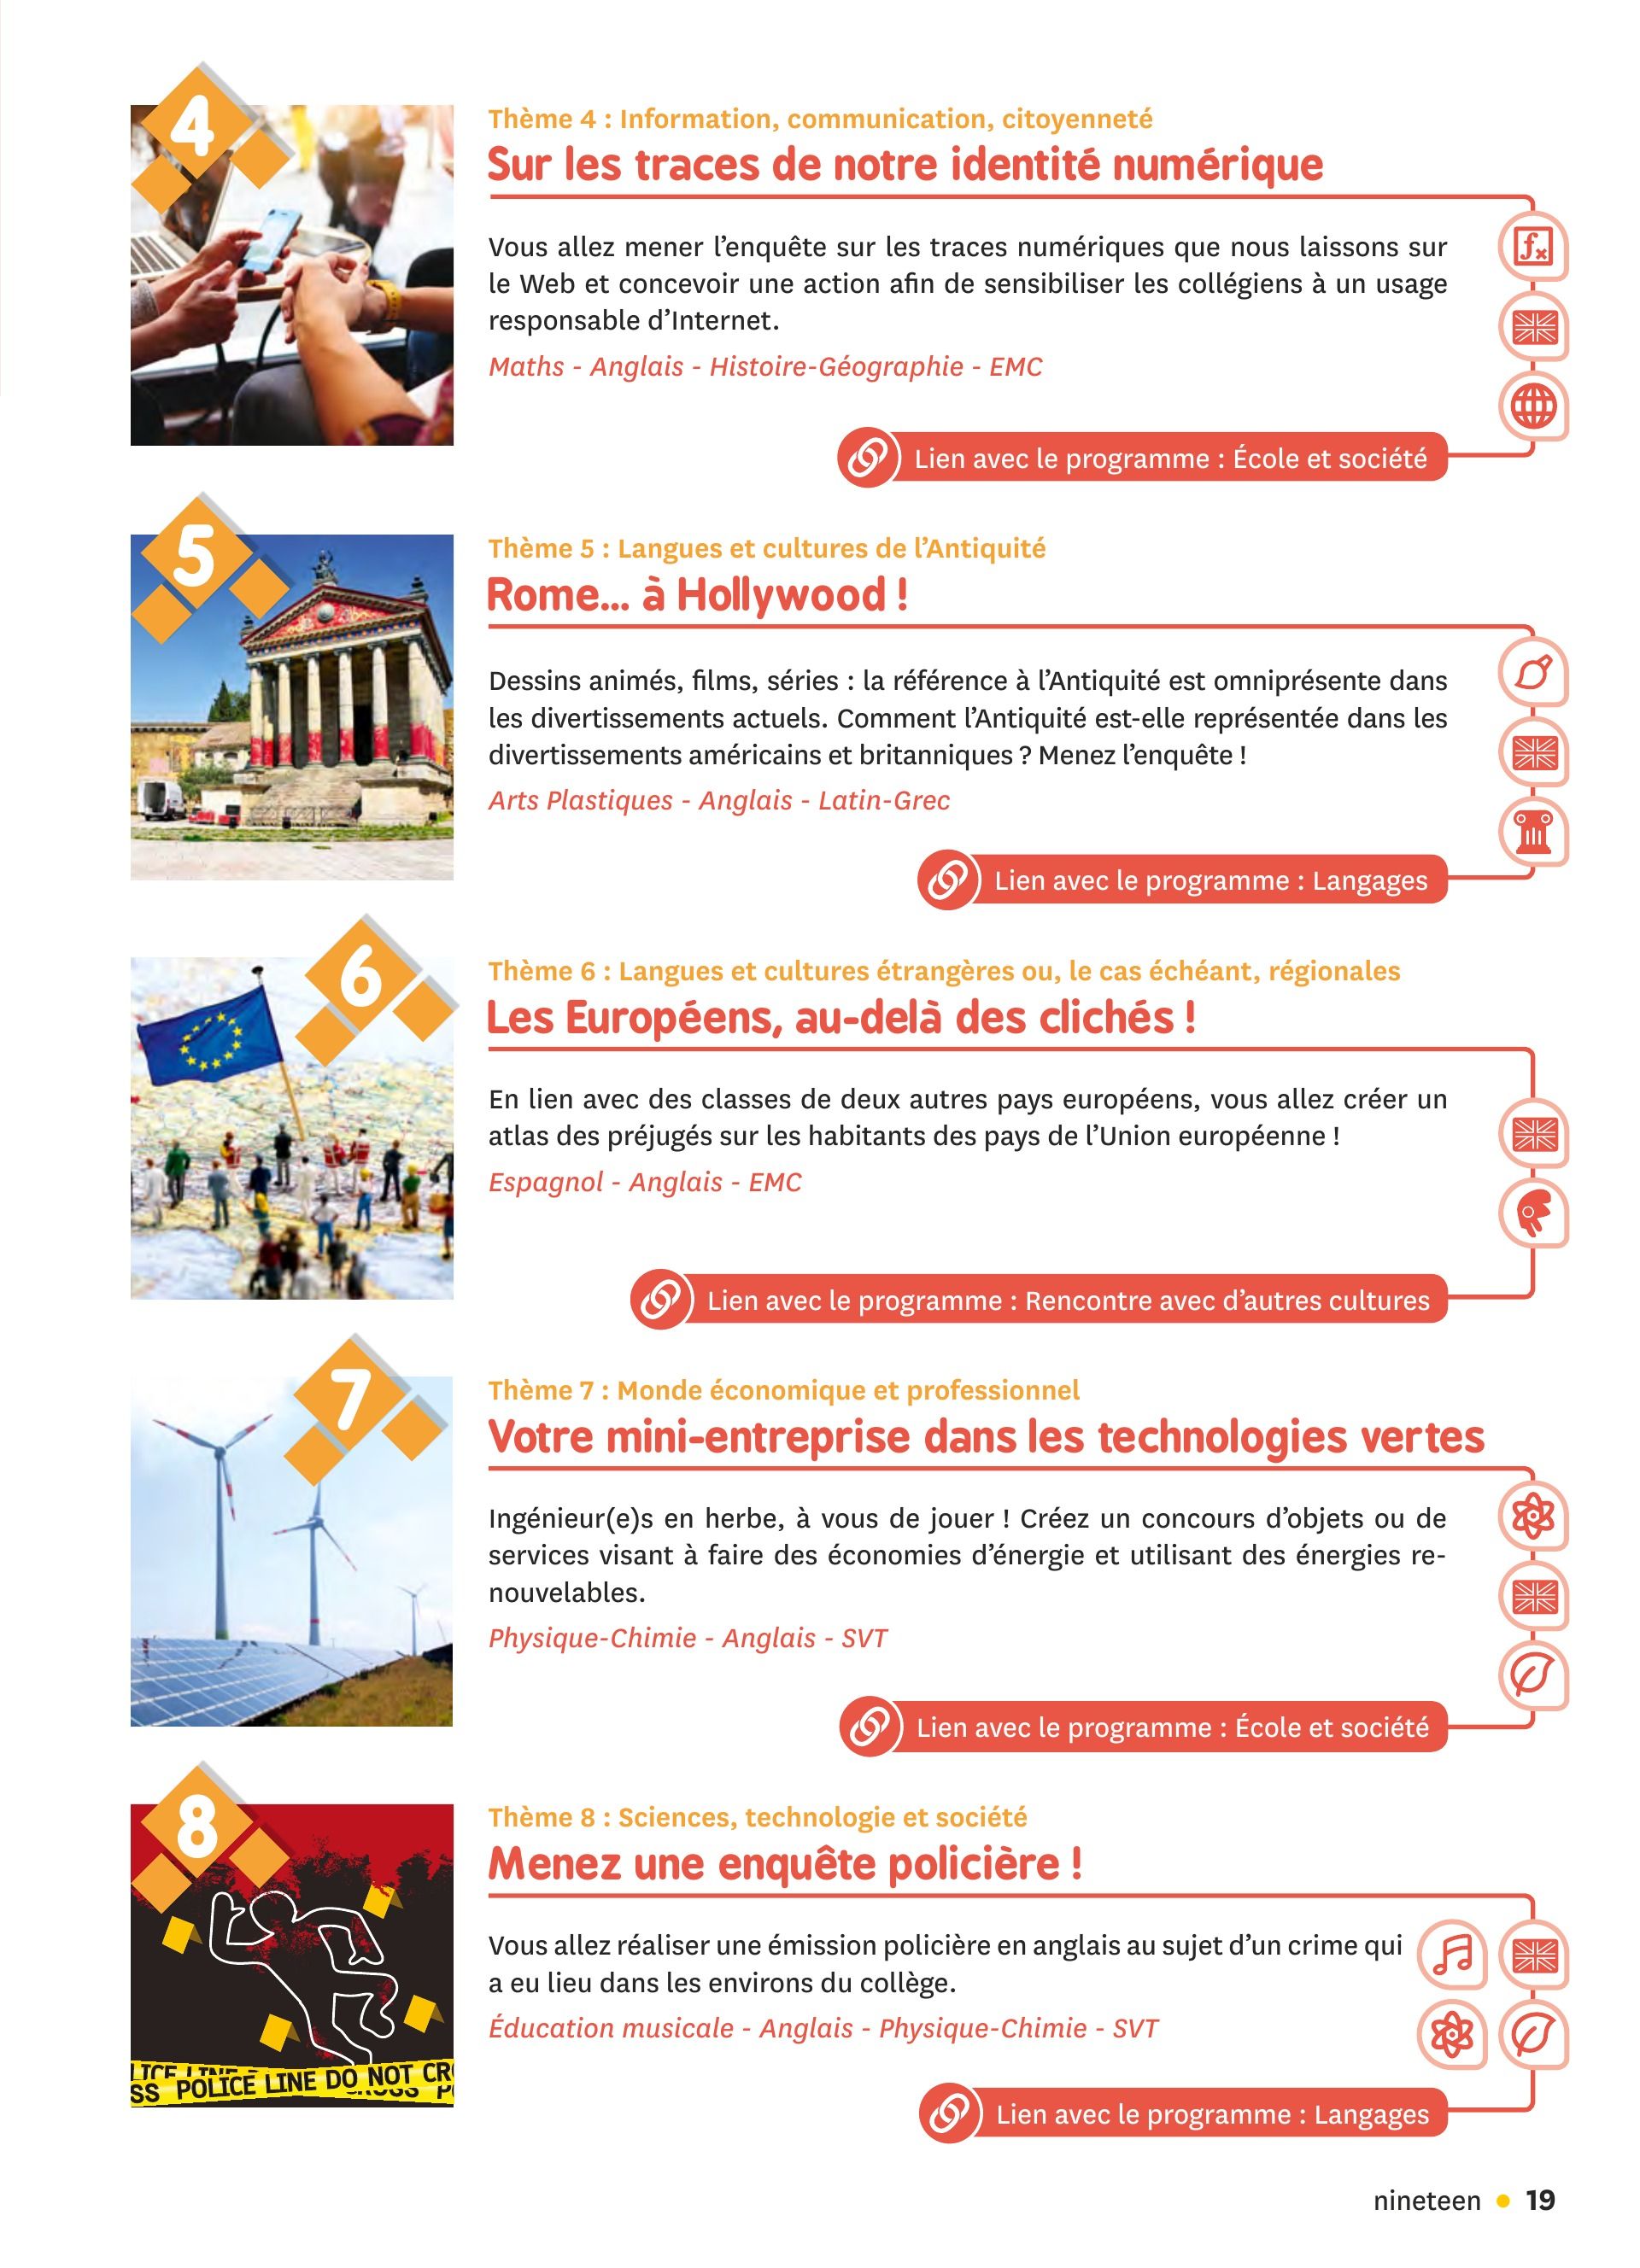 4
Thème 4 : Information, communication, citoyenneté
Sur les traces de notre identité numérique
Vous allez mener l’enquête sur les traces numériques que nous laissons sur
le Web et concevoir une action afin de sensibiliser les collégiens à un usage
responsable d’Internet.
Maths - Anglais - Histoire-Géographie - EMC
fx
Lien avec le programme : École et société
5
Thème 5 : Langues et cultures de l’Antiquité
Rome... à Hollywood !
Dessins animés, films, séries : la référence à l’Antiquité est omniprésente dans
les divertissements actuels. Comment l’Antiquité est-elle représentée dans les
divertissements américains et britanniques ? Menez l’enquête !
Arts Plastiques - Anglais - Latin-Grec
Lien avec le programme : Langages
6
Thème 6 : Langues et cultures étrangères ou, le cas échéant, régionales
Les Européens, au-delà des clichés !
En lien avec des classes de deux autres pays européens, vous allez créer un
atlas des préjugés sur les habitants des pays de l’Union européenne !
Espagnol - Anglais - EMC
Lien avec le programme : Rencontre avec d’autres cultures
7
Thème 7 : Monde économique et professionnel
Votre mini-entreprise dans les technologies vertes
Ingénieur(e)s en herbe, à vous de jouer ! Créez un concours d’objets ou de
services visant à faire des économies d’énergie et utilisant des énergies re-
nouvelables.
Physique-Chimie - Anglais - SVT
Lien avec le programme : École et société
8
Thème 8 : Sciences, technologie et société
Menez une enquête policière !
Vous allez réaliser une émission policière en anglais au sujet d’un crime qui
a eu lieu dans les environs du collège.
Éducation musicale - Anglais - Physique-Chimie - SVT
SS POLICE LINE DO NOT CR
Lien avec le programme : Langages
nineteen • 19